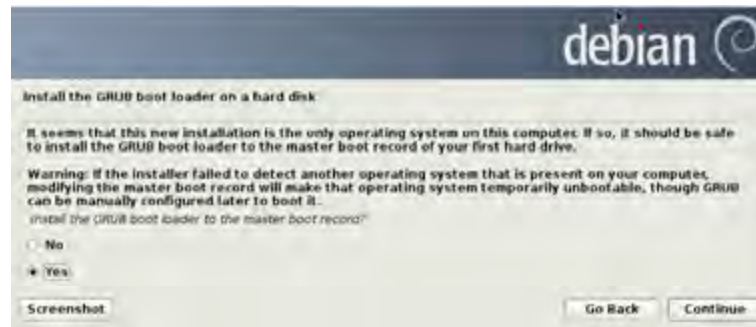 debian
Install the GRUB boot loader on a hard disk
It seems that this new installation is the only operating system on this computer. If so, it should be safe
to install the GRUB boot loader to the master boot record of your first hard drive.
Warning: If the installer failed to detect another operating system that is present on your computer,
modifying the master boot record will make that operating system temporarily unbootable, though GRUB
can be manually configured later to boot it.
Install the GRUB boot loader to the master boot record?
No
Yes
Screenshot
Go Back
Continue